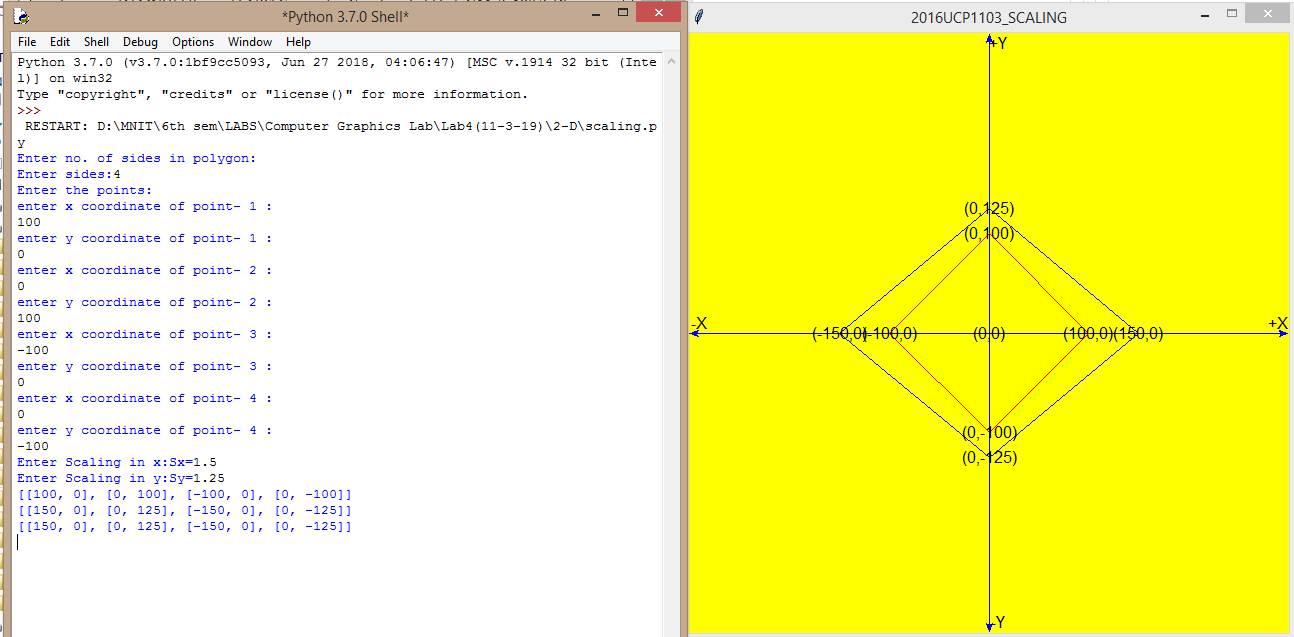 *Python 3.7.0 Shell*
File Edit Shell Debug Options Window Help
Python 3.7.0 (v3.7.0:1bf9cc5093, Jun 27 2018, 04:06:47) [MSC v.1914 32 bit (Inte
l)] on win32
Type "copyright", "credits" or "license()" for more information.
>>>
RESTART: D:\MNIT\6th sem\LABS\Computer Graphics Lab\Lab4(11-3-19)\2-D\scaling.p
y
Enter no. of sides in polygon:
Enter sides:4
Enter the points:
enter x coordinate of point- 1 :
100
enter y coordinate of point- 1 :
0
enter x coordinate of point- 2 :
0
enter y coordinate of point- 2 :
100
enter x coordinate of point- 3 :
-100
enter y coordinate of point- 3 :
0
enter x coordinate of point- 4 :
0
enter y coordinate of point- 4 :
-100
Enter Scaling in x:Sx=1.5
Enter Scaling in y:Sy=1.25
[[100, 0], [0, 100], [-100, 0], [0, -100]]
[[150, 0], [0, 125], [-150, 0], [0, -125]]
[[150, 0], [0, 125], [-150, 0], [0, -125]]
2016UCP1103_SCALING
+Y
(0,125)
(0,100)
-X
+X
(-150,0)
(-100,0)
(0,0)
(100,0)
(150,0)
(0,-100)
(0,-125)
-Y